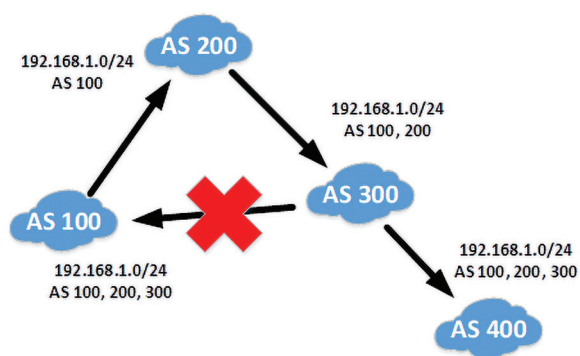 AS 200
192.168.1.0/24
AS 100
192.168.1.0/24
AS 100, 200
AS 300
AS 100
192.168.1.0/24
AS 100, 200, 300
192.168.1.0/24
AS 100, 200, 300
AS 400